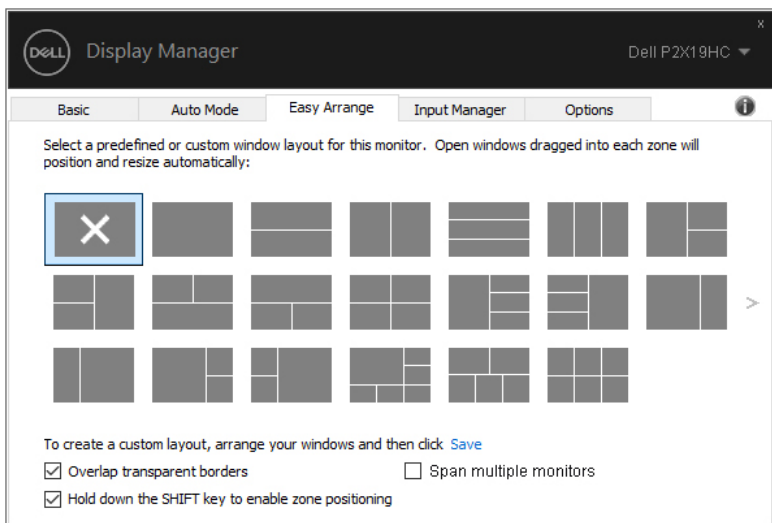 x
DELL Display Manager Dell P2X19HC
Basic Auto Mode Easy Arrange Input Manager Options
Select a predefined or custom window layout for this monitor. Open windows dragged into each zone will
position and resize automatically:
>
To create a custom layout, arrange your windows and then click Save
Overlap transparent borders Span multiple monitors
Hold down the SHIFT key to enable zone positioning